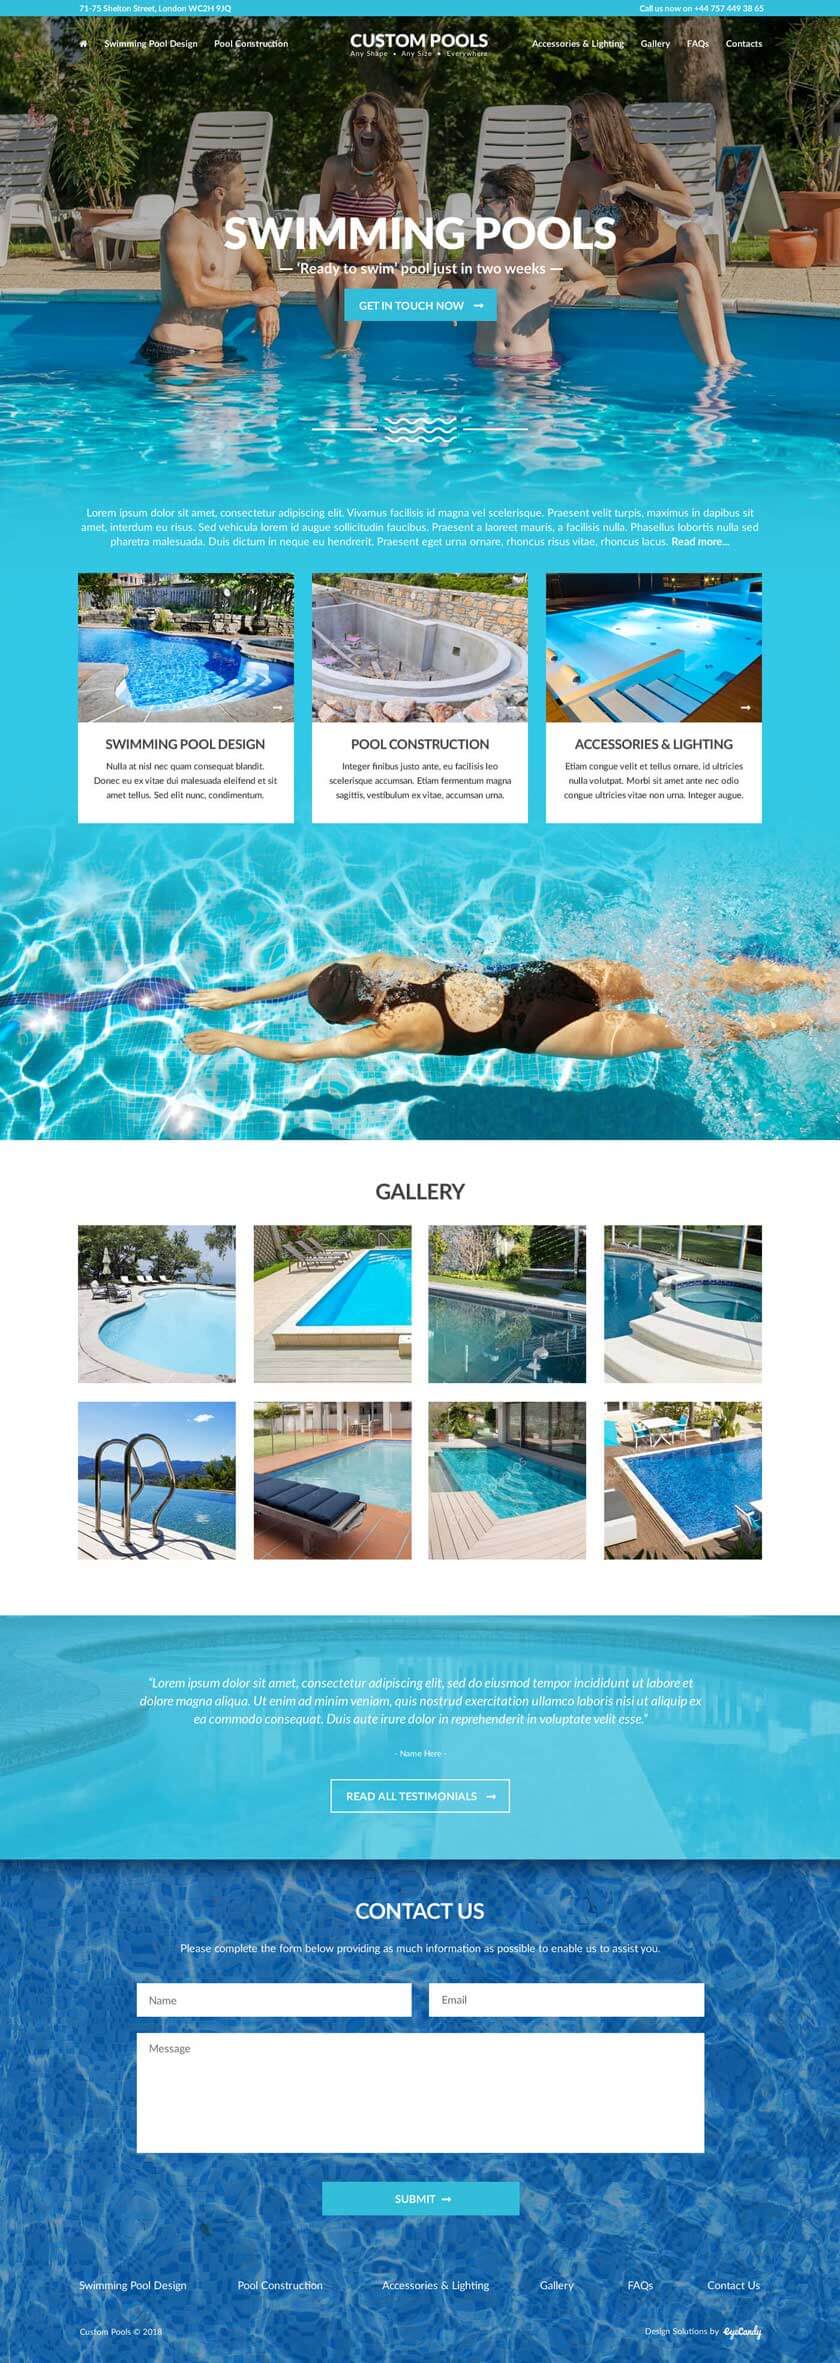 71-75 Shelton Street, London WC2H 9JQ
Call us now on +44 757 449 38 65
Swimming Pool Design
Pool Construction
CUSTOM POOLS
Any Shape • Any Size • Everywhere
Accessories & Lighting
Gallery
FAQs
Contacts
SWIMMING POOLS
— 'Ready to swim' pool just in two weeks —
GET IN TOUCH NOW →
Lorem ipsum dolor sit amet, consectetur adipiscing elit. Vivamus facilisis id magna vel scelerisque. Praesent velit turpis, maximus in dapibus sit
amet, interdum eu risus. Sed vehicula lorem id augue sollicitudin faucibus. Praesent a laoreet mauris, a facilisis nulla. Phasellus lobortis nulla sed
pharetra malesuada. Duis dictum in neque eu hendrerit. Praesent eget urna ornare, rhoncus risus vitae, rhoncus lacus. Read more...
SWIMMING POOL DESIGN
Nulla at nisl nec quam consequat blandit.
Donec eu ex vitae dui malesuada eleifend et sit
amet tellus. Sed elit nunc, condimentum.
POOL CONSTRUCTION
Integer finibus justo ante, eu facilisis leo
scelerisque accumsan. Etiam fermentum magna
sagittis, vestibulum ex vitae, accumsan urna.
ACCESSORIES & LIGHTING
Etiam congue velit et tellus ornare, id ultricies
nulla volutpat. Morbi sit amet ante nec odio
congue ultricies vitae non urna. Integer augue.
GALLERY
"Lorem ipsum dolor sit amet, consectetur adipiscing elit, sed do eiusmod tempor incididunt ut labore et
dolore magna aliqua. Ut enim ad minim veniam, quis nostrud exercitation ullamco laboris nisi ut aliquip ex
ea commodo consequat. Duis aute irure dolor in reprehenderit in voluptate velit esse."
- Name Here -
READ ALL TESTIMONIALS →
CONTACT US
Please complete the form below providing as much information as possible to enable us to assist you.
Name
Email
Message
SUBMIT →
Swimming Pool Design
Pool Construction
Accessories & Lighting
Gallery
FAQs
Contact Us
Custom Pools © 2018
Design Solutions by EyeCandy